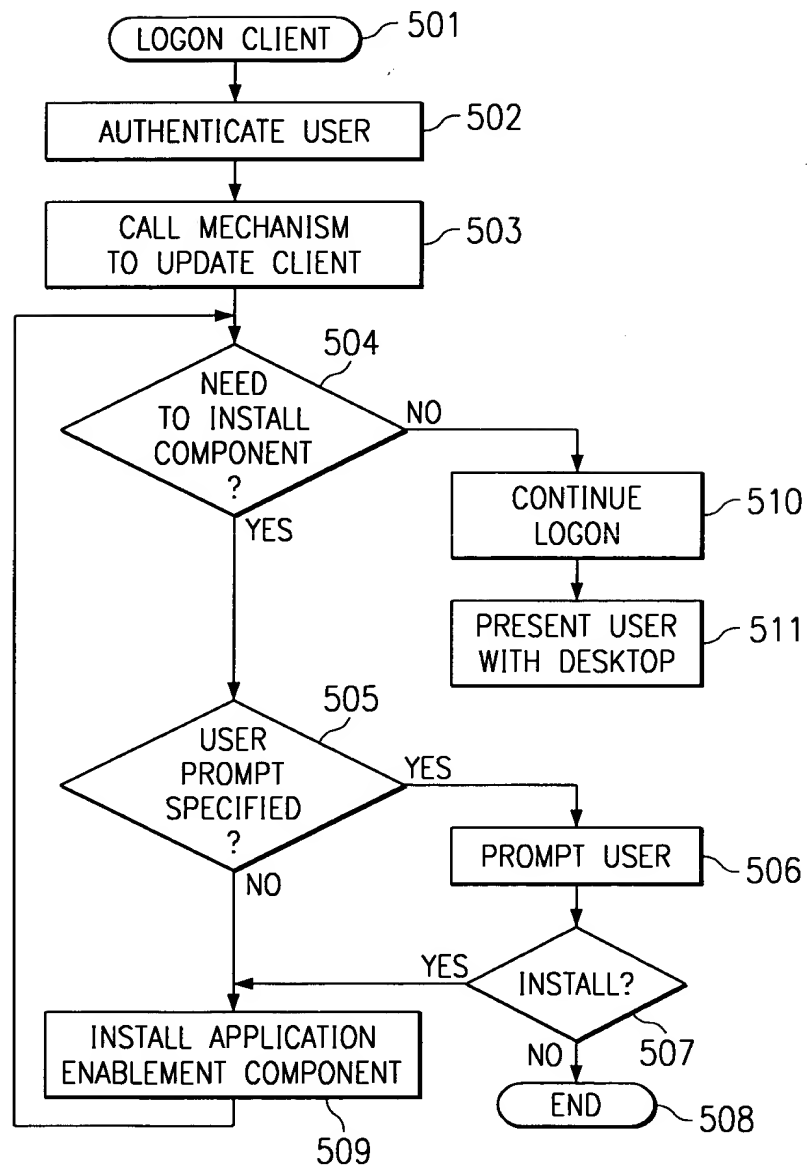 LOGON CLIENT
501
AUTHENTICATE USER
502
CALL MECHANISM
TO UPDATE CLIENT
503
504
NEED
TO INSTALL
COMPONENT
?
NO
YES
CONTINUE
LOGON
510
PRESENT USER
WITH DESKTOP
511
505
USER
PROMPT
SPECIFIED
?
YES
NO
PROMPT USER
506
YES
INSTALL?
507
NO
INSTALL APPLICATION
ENABLEMENT COMPONENT
509
END
508